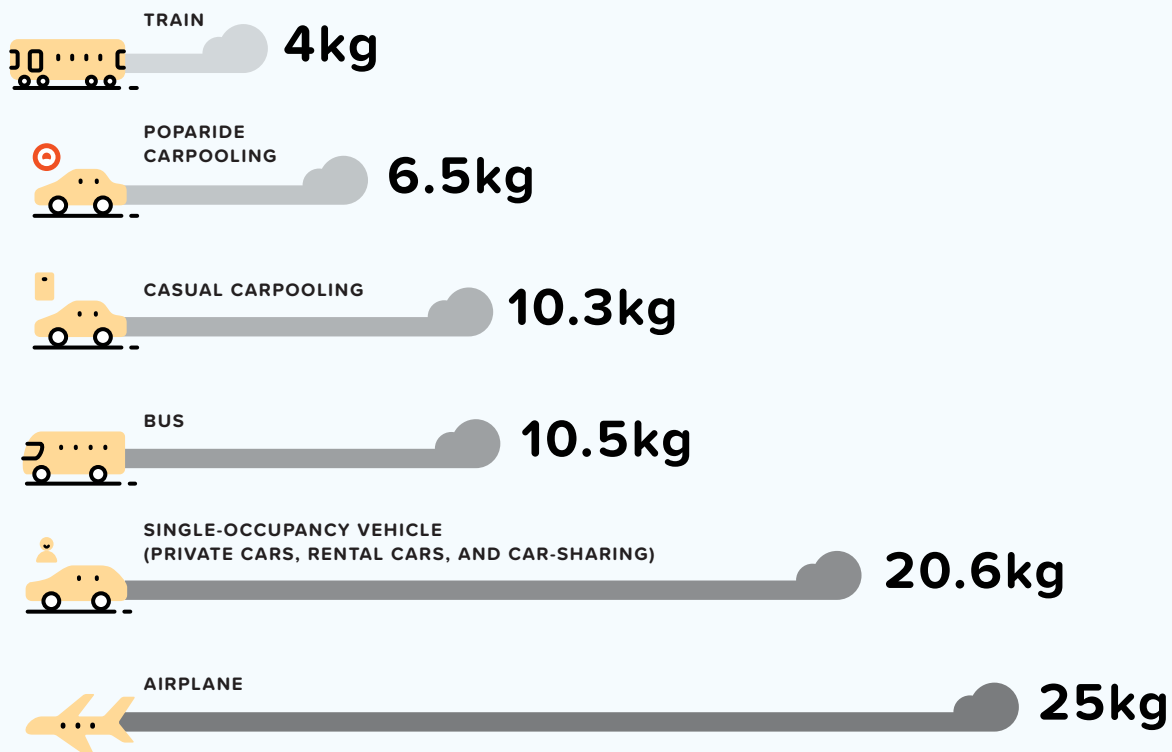 TRAIN
4kg
POPARIDE
CARPOOLING
6.5kg
CASUAL CARPOOLING
10.3kg
BUS
10.5kg
SINGLE-OCCUPANCY VEHICLE
(PRIVATE CARS, RENTAL CARS, AND CAR-SHARING)
20.6kg
AIRPLANE
25kg